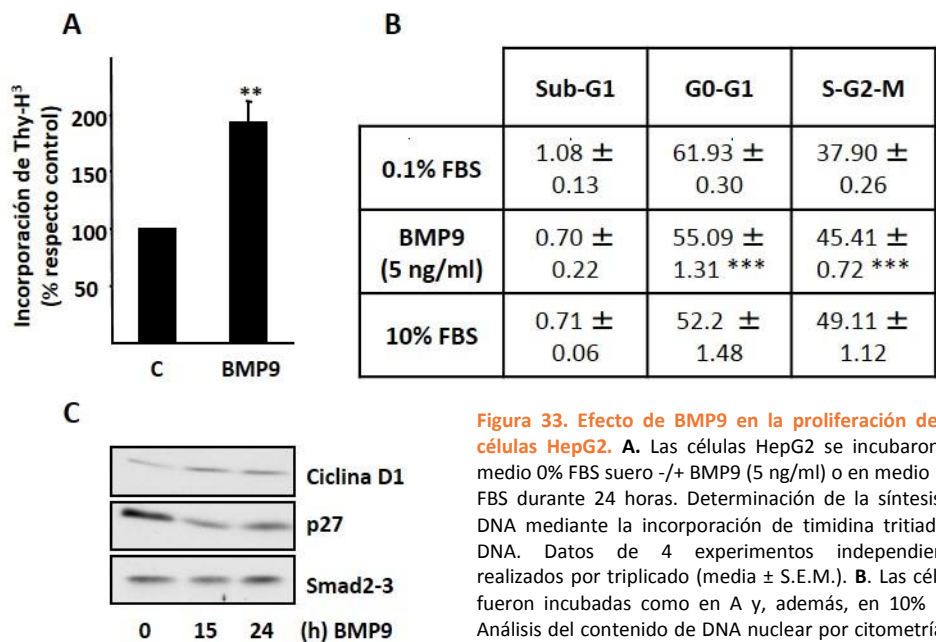 A
Incorporación de Thy-H³
(% respecto control)
200
150
100
50
**
C
BMP9
B
Sub-G1 G0-G1 S-G2-M
0.1% FBS 1.08 ± 0.13 61.93 ± 0.30 37.90 ± 0.26
BMP9 (5 ng/ml) 0.70 ± 0.22 55.09 ± 1.31 *** 45.41 ± 0.72 ***
10% FBS 0.71 ± 0.06 52.2 ± 1.48 49.11 ± 1.12
C
Ciclina D1
p27
Smad2-3
0 15 24 (h) BMP9
Figura 33. Efecto de BMP9 en la proliferación de
células HepG2. A. Las células HepG2 se incubaron
medio 0% FBS suero -/+ BMP9 (5 ng/ml) o en medio
FBS durante 24 horas. Determinación de la síntesis
DNA mediante la incorporación de timidina tritiad
DNA. Datos de 4 experimentos independien
realizados por triplicado (media ± S.E.M.). B. Las cél
fueron incubadas como en A y, además, en 10%
Análisis del contenido de DNA nuclear por citometría